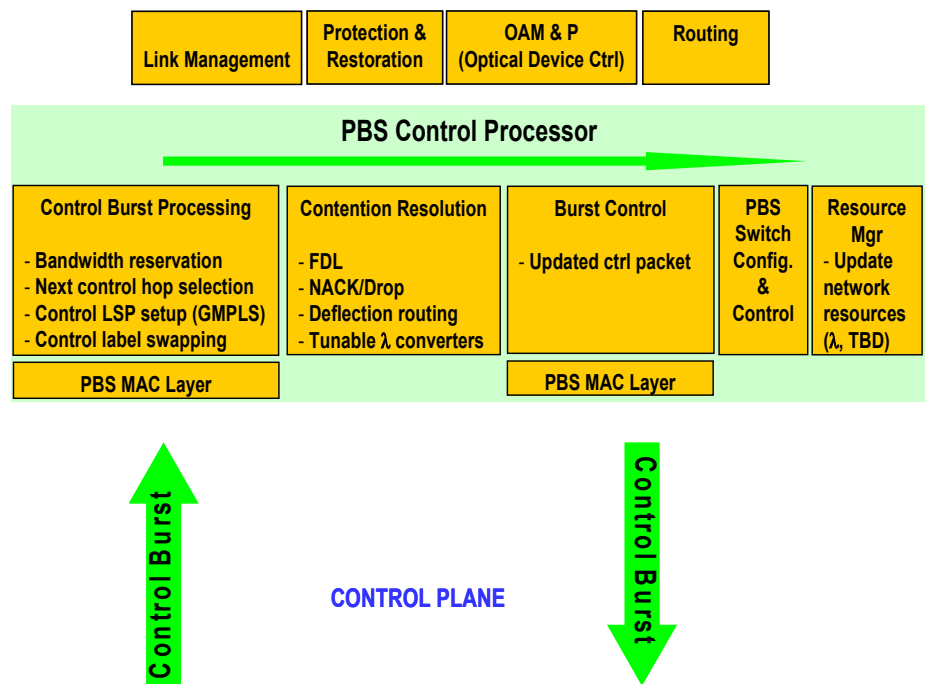 Link Management
Protection &
Restoration
OAM & P
(Optical Device Ctrl)
Routing
PBS Control Processor
Control Burst Processing
- Bandwidth reservation
- Next control hop selection
- Control LSP setup (GMPLS)
- Control label swapping
PBS MAC Layer
Contention Resolution
- FDL
- NACK/Drop
- Deflection routing
- Tunable λ converters
Burst Control
- Updated ctrl packet
PBS MAC Layer
PBS
Switch
Config.
&
Control
Resource
Mgr
- Update
network
resources
(λ, TBD)
Control Burst
Control Burst
CONTROL PLANE